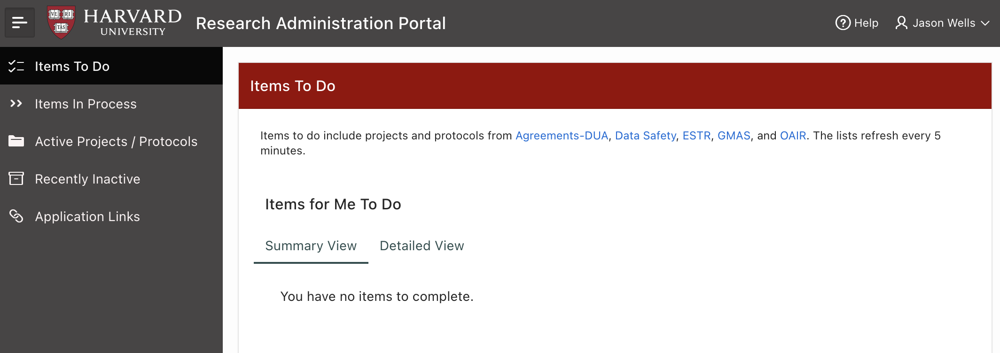 VE RI
TAS
HARVARD
UNIVERSITY
Research Administration Portal
Help
Jason Wells
Items To Do
Items In Process
Active Projects / Protocols
Recently Inactive
Application Links
Items To Do
Items to do include projects and protocols from Agreements-DUA, Data Safety, ESTR, GMAS, and OAIR. The lists refresh every 5
minutes.
Items for Me To Do
Summary View
Detailed View
You have no items to complete.